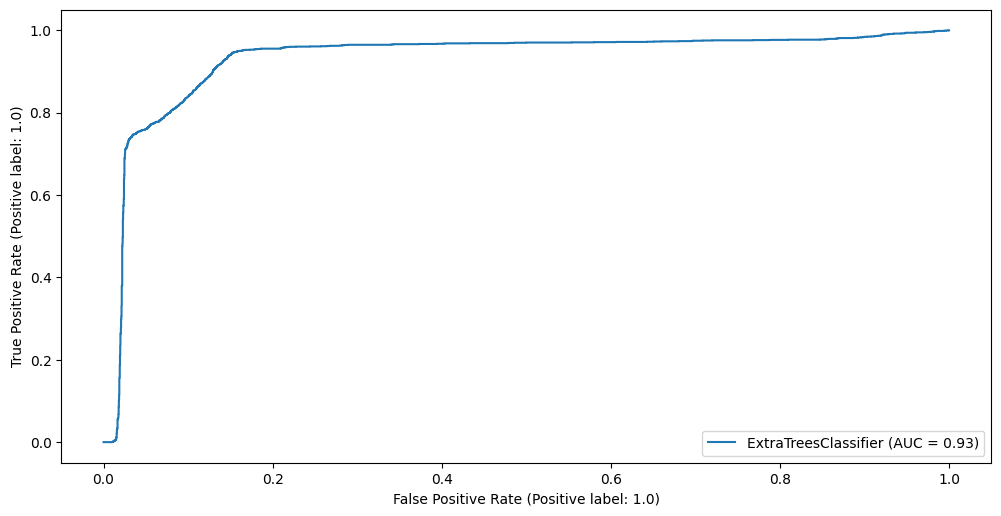 1.0
0.8
0.6
0.4
0.2
0.0
True Positive Rate (Positive label: 1.0)
ExtraTreesClassifier (AUC = 0.93)
0.0 0.2 0.4 0.6 0.8 1.0
False Positive Rate (Positive label: 1.0)